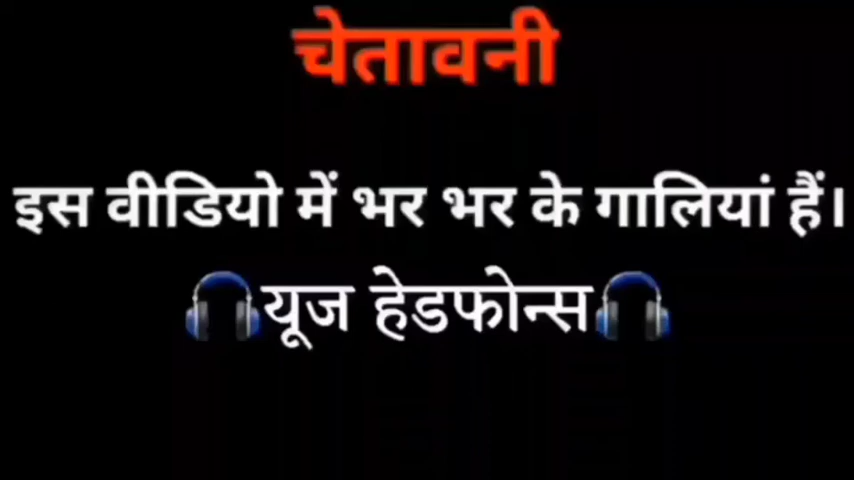 चेतावनी
इस वीडियो में भर भर के गालियां हैं।
🎧यूज हेडफोन्स🎧